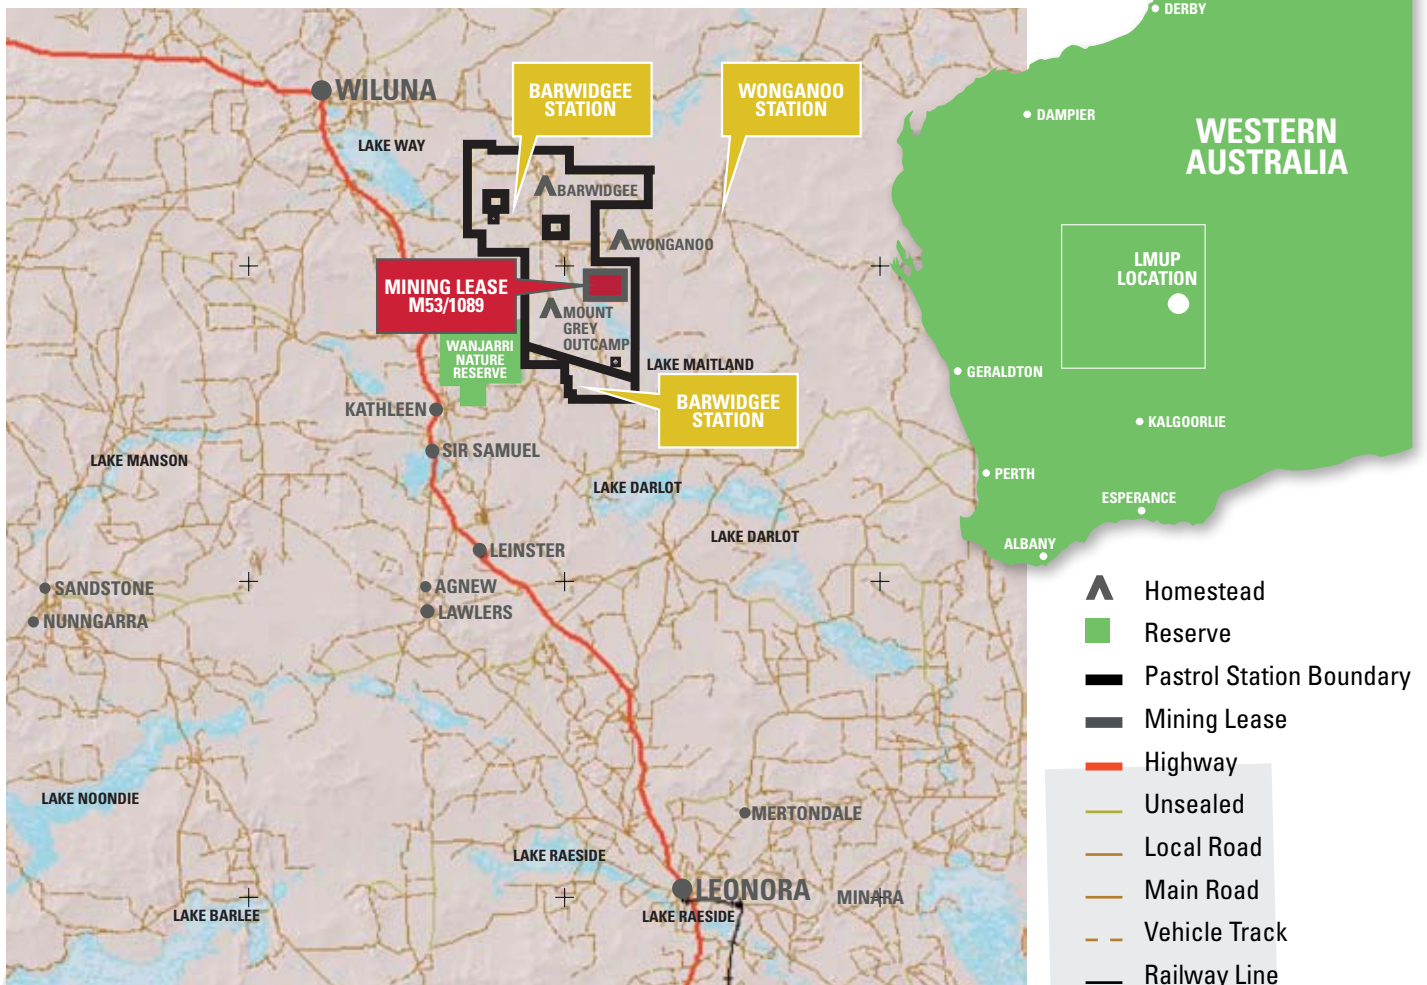 WILUNA
LAKE WAY
BARWIDGEE
STATION
WONGANOO
STATION
BARWIDGEE
WONGANOO
MINING LEASE
M53/1089
MOUNT
GREY
OUTCAMP
WANJARRI
NATURE
RESERVE
LAKE MAITLAND
BARWIDGEE
STATION
KATHLEEN
SIR SAMUEL
LAKE MANSON
LAKE DARLOT
LAKE DARLOT
LEINSTER
AGNEW
LAWLERS
SANDSTONE
NUNNGARRA
LAKE NOONDIE
MERTONDALE
LAKE RAESIDE
LEONORA
MINARA
LAKE RAESIDE
LAKE BARLEE
DERBY
DAMPIER
WESTERN
AUSTRALIA
LMUP
LOCATION
GERALDTON
KALGOORLIE
PERTH
ESPERANCE
ALBANY
Homestead
Reserve
Pastrol Station Boundary
Mining Lease
Highway
Unsealed
Local Road
Main Road
Vehicle Track
Railway Line